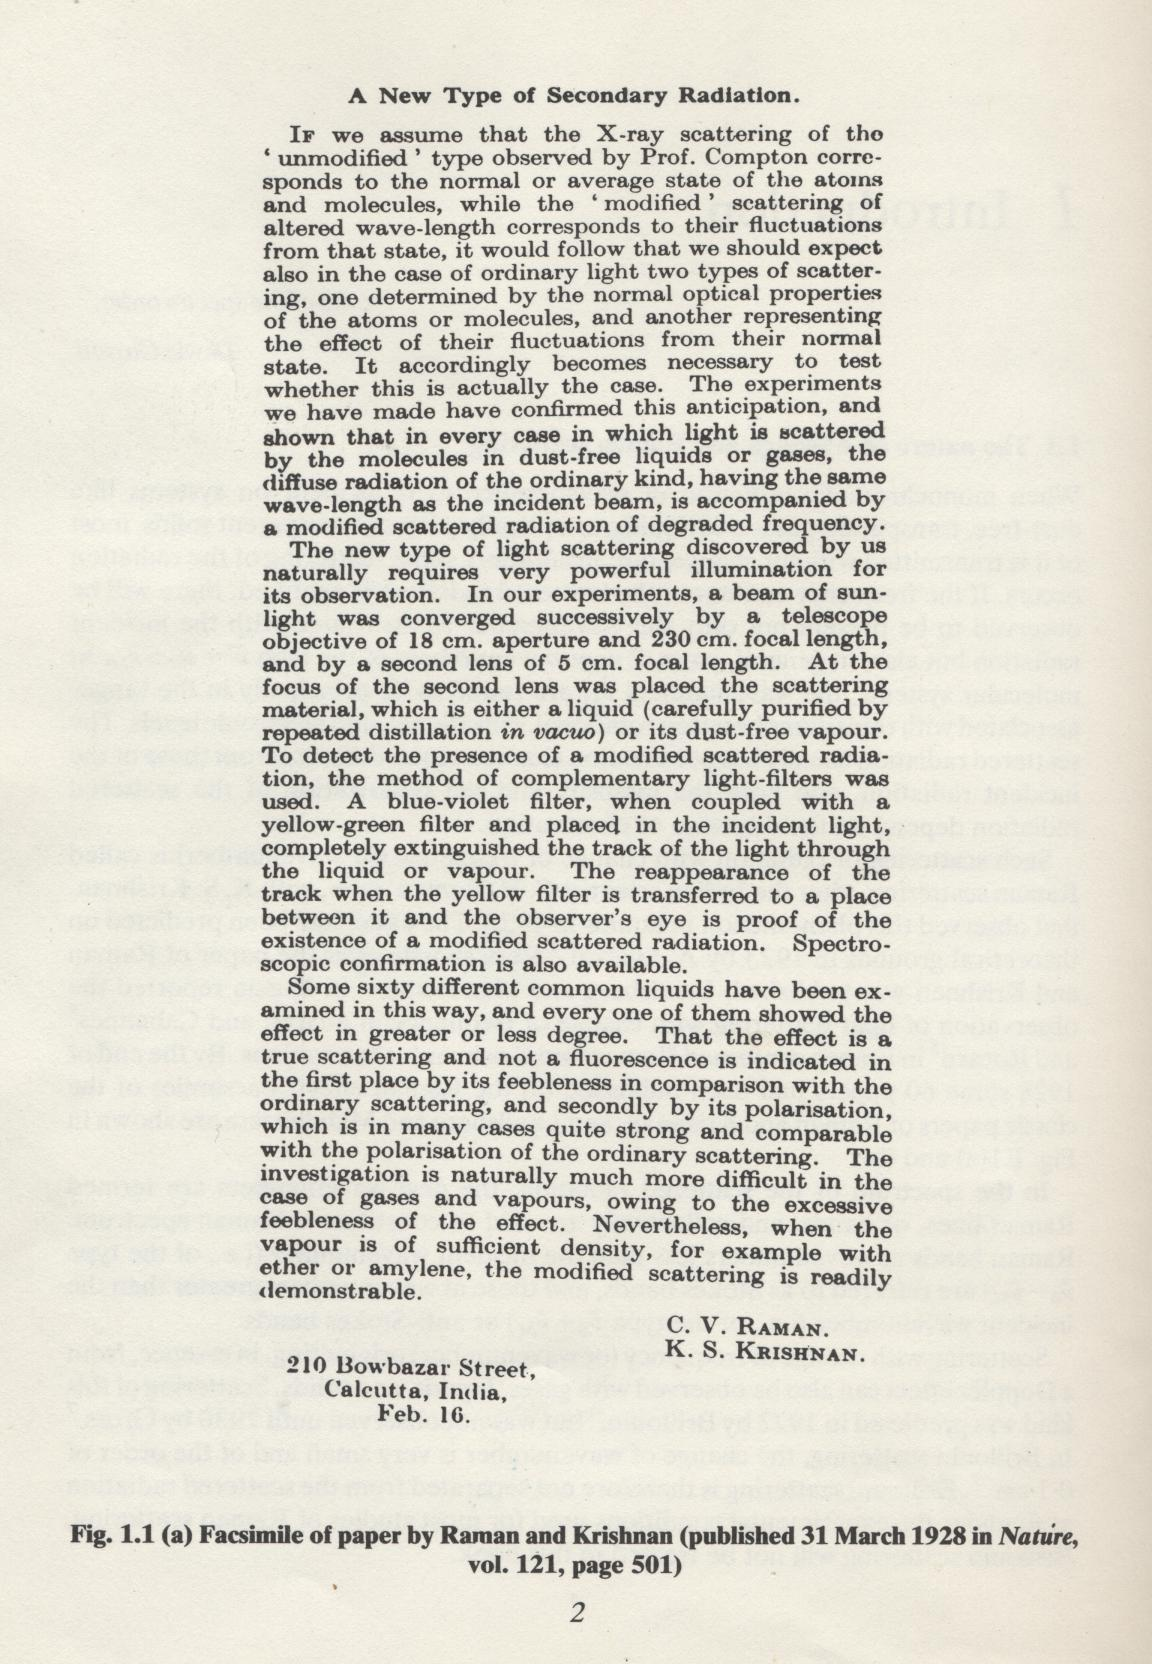 A New Type of Secondary Radiation.
IF we assume that the X-ray scattering of the
‘ unmodified ’ type observed by Prof. Compton corre-
sponds to the normal or average state of the atoms
and molecules, while the ‘ modified ’ scattering of
altered wave-length corresponds to their fluctuations
from that state, it would follow that we should expect
also in the case of ordinary light two types of scatter-
ing, one determined by the normal optical properties
of the atoms or molecules, and another representing
the effect of their fluctuations from their normal
state. It accordingly becomes necessary to test
whether this is actually the case. The experiments
we have made have confirmed this anticipation, and
shown that in every case in which light is scattered
by the molecules in dust-free liquids or gases, the
diffuse radiation of the ordinary kind, having the same
wave-length as the incident beam, is accompanied by
a modified scattered radiation of degraded frequency.
The new type of light scattering discovered by us
naturally requires very powerful illumination for
its observation. In our experiments, a beam of sun-
light was converged successively by a telescope
objective of 18 cm. aperture and 230 cm. focal length,
and by a second lens of 5 cm. focal length. At the
focus of the second lens was placed the scattering
material, which is either a liquid (carefully purified by
repeated distillation in vacuo) or its dust-free vapour.
To detect the presence of a modified scattered radia-
tion, the method of complementary light-filters was
used. A blue-violet filter, when coupled with a
yellow-green filter and placed in the incident light,
completely extinguished the track of the light through
the liquid or vapour. The reappearance of the
track when the yellow filter is transferred to a place
between it and the observer’s eye is proof of the
existence of a modified scattered radiation. Spectro-
scopic confirmation is also available.
Some sixty different common liquids have been ex-
amined in this way, and every one of them showed the
effect in greater or less degree. That the effect is a
true scattering and not a fluorescence is indicated in
the first place by its feebleness in comparison with the
ordinary scattering, and secondly by its polarisation,
which is in many cases quite strong and comparable
with the polarisation of the ordinary scattering. The
investigation is naturally much more difficult in the
case of gases and vapours, owing to the excessive
feebleness of the effect. Nevertheless, when the
vapour is of sufficient density, for example with
ether or amylene, the modified scattering is readily
demonstrable.
C. V. RAMAN.
K. S. KRISHNAN.
210 Bowbazar Street,
Calcutta, India,
Feb. 16.
Fig. 1.1 (a) Facsimile of paper by Raman and Krishnan (published 31 March 1928 in Nature,
vol. 121, page 501)
2